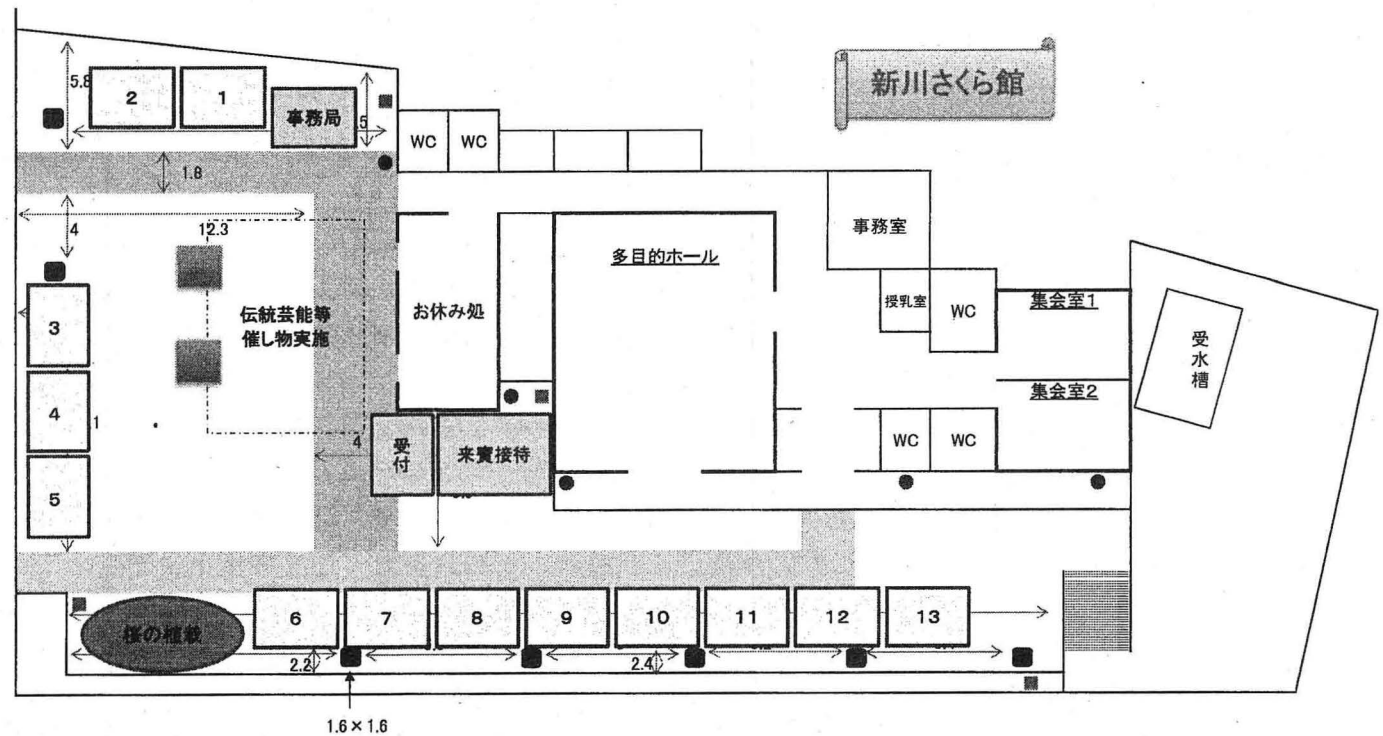 新川さくら館
5.8
2
1
事務局
.5
WC
WC
1.8
4
12.3
事務室
多目的ホール
伝統芸能等
催し物実施
お休み処
授乳室
WC
集会室1
受水槽
3
4
1
集会室2
4
受付
来賓接待
WC
WC
5
6
7
8
9
10
11
12
13
桜の植栽
2.2
2.4
1.6×1.6